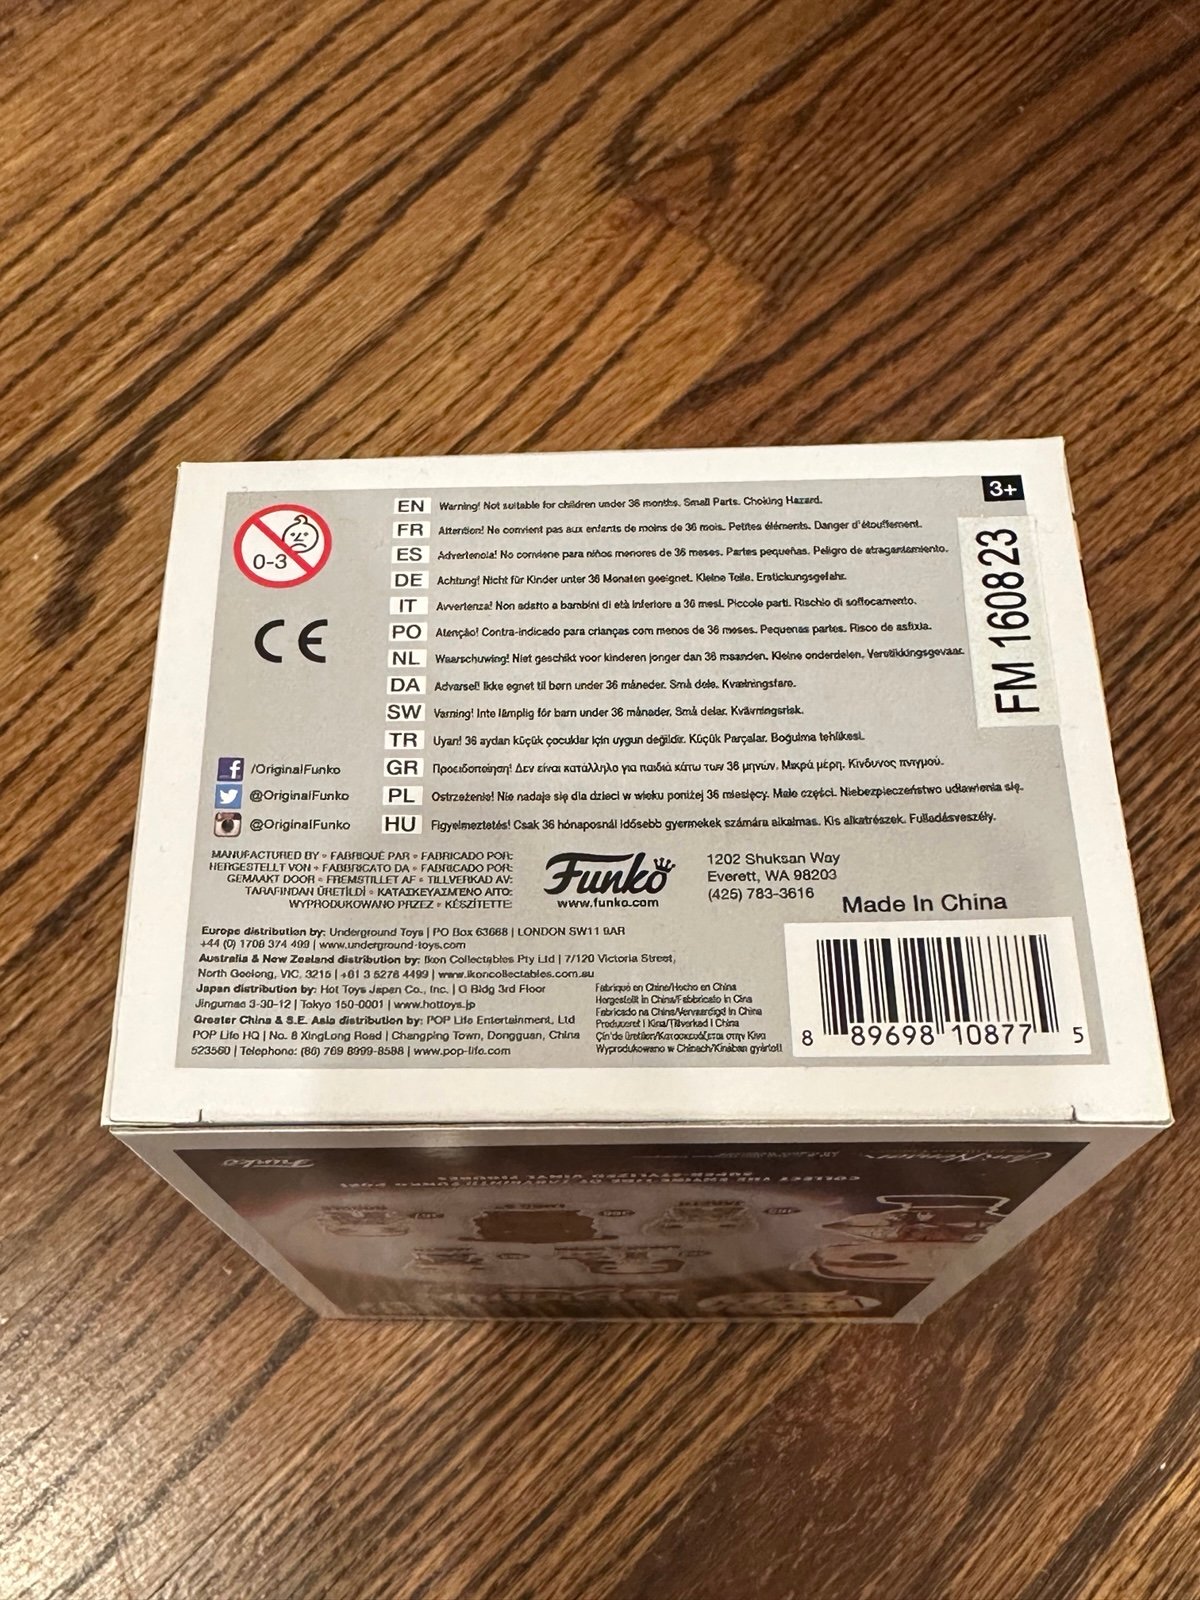 3+
0-3
EN Warning! Not suitable for children under 36 months. Small Parts. Choking Hazard.
FR Attention! Ne convient pas aux enfants de moins de 36 mois. Petites éléments. Danger d'étouffement.
ES Advertencia! No conviene para niños menores de 36 meses. Partes pequeñas. Peligro de atragantamiento.
DE Achtung! Nicht für Kinder unter 36 Monaten geeignet. Kleine Teile. Erstickungsgefahr.
IT Avvertenza! Non adatto a bambini di età inferiore a 36 mesi. Piccole parti. Rischio di soffocamento.
PO Atenção! Contra-indicado para crianças com menos de 36 meses. Pequenas partes. Risco de asfixia.
NL Waarschuwing! Niet geschikt voor kinderen jonger dan 36 maanden. Kleine onderdelen. Verstikkingsgevaar.
DA Advarsel! Ikke egnet til børn under 36 måneder. Små dele. Kvælningsfare.
SW Varning! Inte lämplig för barn under 36 månader. Små delar. Kvävningsrisk.
TR Uyarı! 36 aydan küçük çocuklar için uygun değildir. Küçük Parçalar. Boğulma tehlikesi.
GR Προειδοποίηση! Δεν είναι κατάλληλο για παιδιά κάτω των 36 μηνών. Μικρά μέρη. Κίνδυνος πνιγμού.
PL Ostrzeżenie! Nie nadaje się dla dzieci w wieku poniżej 36 miesięcy. Małe części. Niebezpieczeństwo udławienia się.
HU Figyelmeztetés! Csak 36 hónaposnál idősebb gyermekek számára alkalmas. Kis alkatrészek. Fulladásveszély.
CE
FM 160823
/OriginalFunko
@OriginalFunko
@OriginalFunko
MANUFACTURED BY • FABRIQUÉ PAR • FABRICADO POR:
HERGESTELLT VON • FABBRICATO DA • FABRICADO POR:
GEMAAKT DOOR • FREMSTILLET AF • TILLVERKAD AV:
TARAFINDAN ÜRETİLDİ • ΚΑΤΑΣΚΕΥΑΖΜΕΝΟ ΑΠΟ:
WYPRODUKOWANO PRZEZ • KÉSZÍTETTE:
Funko
www.funko.com
1202 Shuksan Way
Everett, WA 98203
(425) 783-3616
Made In China
Europe distribution by: Underground Toys | PO Box 63668 | LONDON SW11 9AR
+44 (0) 1708 374 499 | www.underground-toys.com
Australia & New Zealand distribution by: Ikon Collectables Pty Ltd | 7/120 Victoria Street,
North Geelong, VIC, 3215 | +61 3 5276 4499 | www.ikoncollectables.com.au
Japan distribution by: Hot Toys Japan Co., Inc. | O Bldg 3rd Floor
Jingumae 3-30-12 | Tokyo 150-0001 | www.hottoys.jp
Greater China & S.E. Asia distribution by: POP Life Entertainment, Ltd
POP Life HQ | No. 8 XingLong Road | Changping Town, Dongguan, China
523560 | Telephone: (86) 769 8999-8588 | www.pop-life.com
Fabriqué en Chine/Hecho en China
Hergestellt in China/Fabbricato in Cina
Fabricado na China/Vervaardigd in China
Produceret i Kina/Tillverkad i China
Çin'de üretilen/Κατασκευάζεται στην Κίνα
Wyprodukowano w Chinach/Kínában gyártott
8 89698 10877 5
Funko
COLLECT THE ENTIRE LINE OF LABYRINTH FUNKO POP!
SUPER-STYLIZED VINYL FIGURES